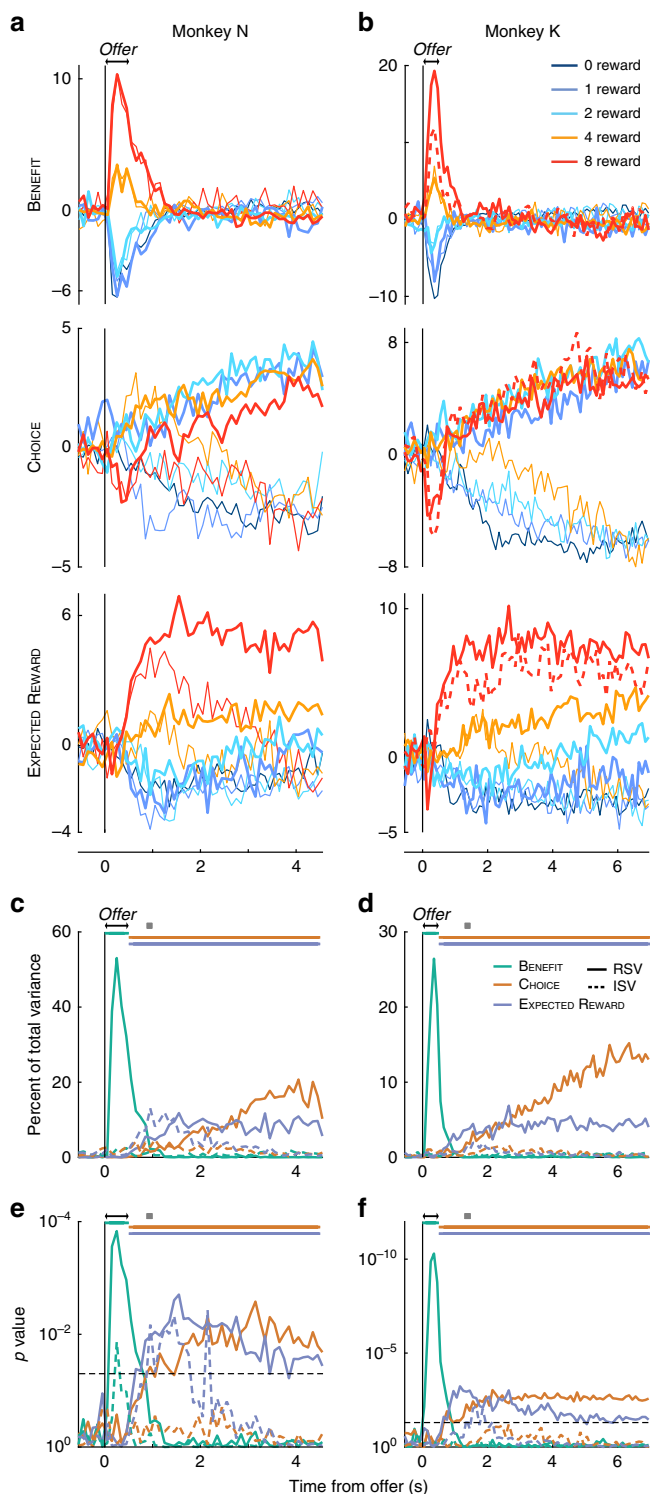 a
Monkey N
b
Monkey K
Offer
Offer
0 reward
1 reward
2 reward
4 reward
8 reward
BENEFIT
10
0
−6
20
0
−10
CHOICE
5
0
−5
8
0
−8
EXPECTED REWARD
6
0
−4
10
0
−5
0 2 4
0 2 4 6
c
Offer
d
Offer
Percent of total variance
60
40
20
0
30
20
10
0
BENEFIT
CHOICE
EXPECTED REWARD
RSV
ISV
0 2 4
0 2 4 6
e
f
p value
10−4
10−2
100
10−10
10−5
100
0 2 4
0 2 4 6
Time from offer (s)